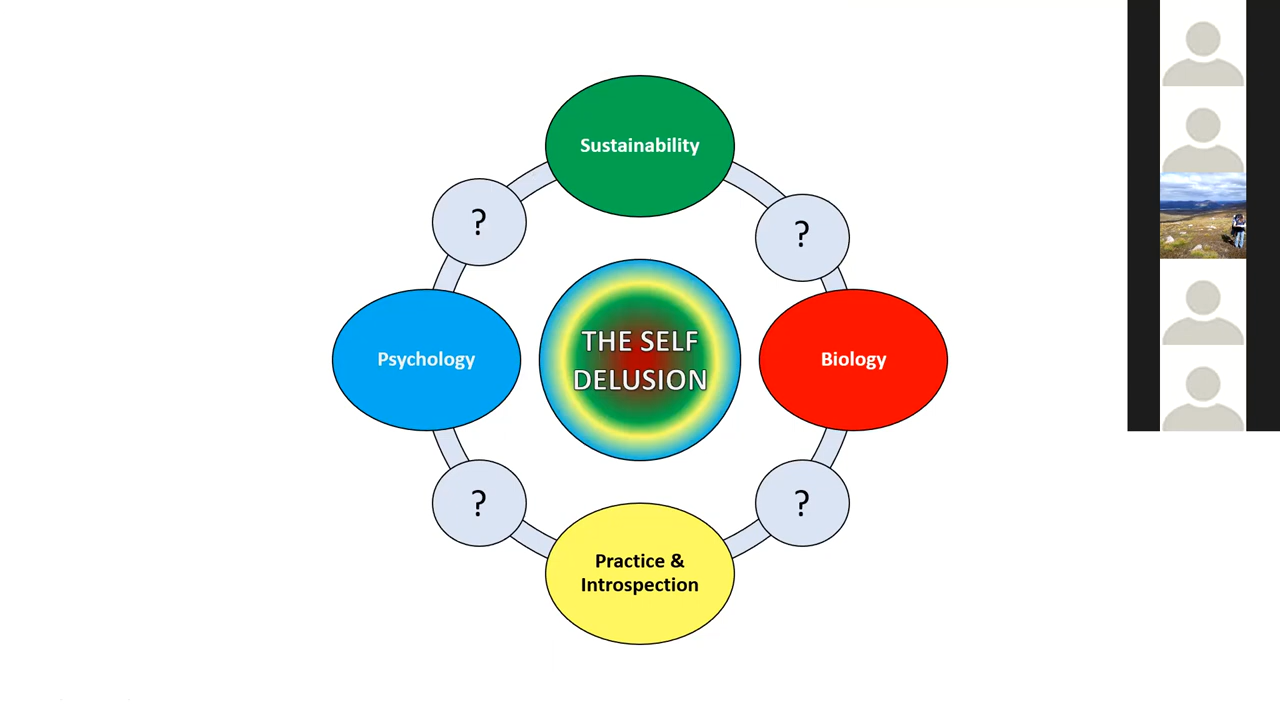 Sustainability
?
?
THE SELF
DELUSION
Psychology
Biology
?
?
Practice &
Introspection